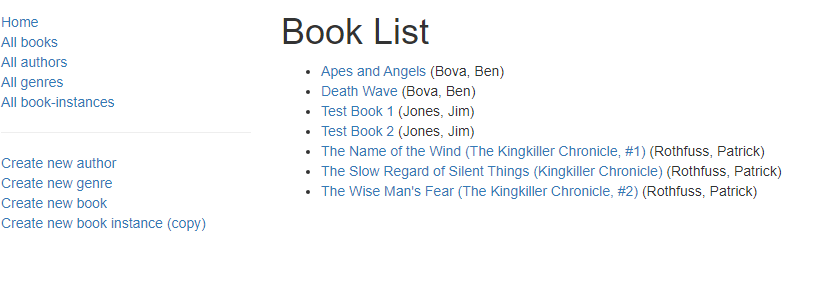 Home
All books
All authors
All genres
All book-instances
Create new author
Create new genre
Create new book
Create new book instance (copy)
Book List
Apes and Angels (Bova, Ben)
Death Wave (Bova, Ben)
Test Book 1 (Jones, Jim)
Test Book 2 (Jones, Jim)
The Name of the Wind (The Kingkiller Chronicle, #1) (Rothfuss, Patrick)
The Slow Regard of Silent Things (Kingkiller Chronicle) (Rothfuss, Patrick)
The Wise Man's Fear (The Kingkiller Chronicle, #2) (Rothfuss, Patrick)